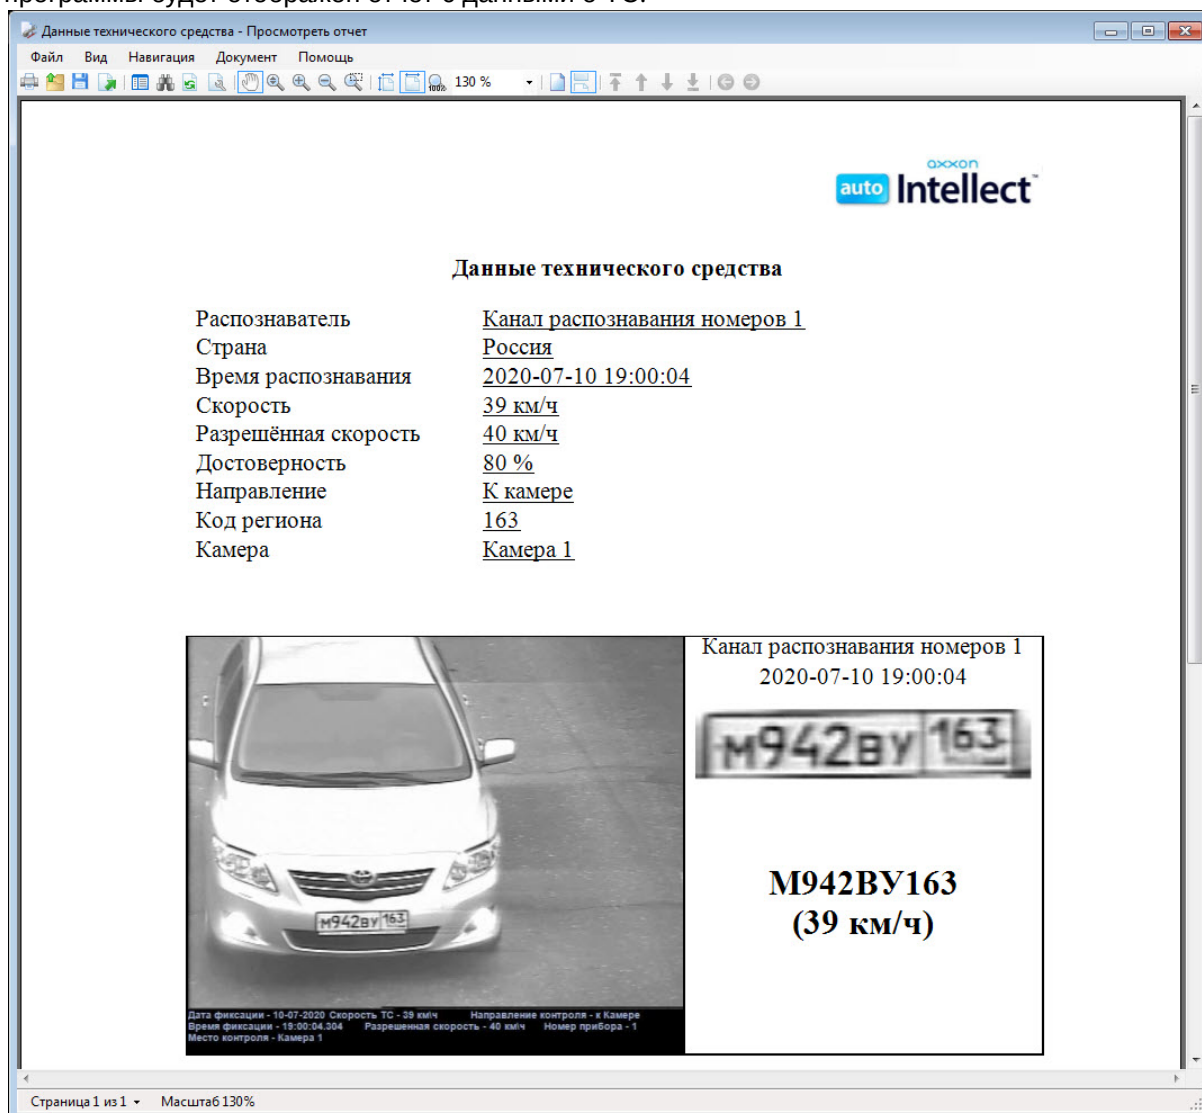 программы будет отображен отчет с данными о ТС:
Данные технического средства - Просмотреть отчет
Файл Вид Навигация Документ Помощь
100% 130 %
axxon
auto Intellect™
Данные технического средства
Распознаватель Канал распознавания номеров 1
Страна Россия
Время распознавания 2020-07-10 19:00:04
Скорость 39 км/ч
Разрешённая скорость 40 км/ч
Достоверность 80 %
Направление К камере
Код региона 163
Камера Камера 1
Канал распознавания номеров 1
2020-07-10 19:00:04
М942ВУ 163
М942ВУ163
(39 км/ч)
М942ВУ 163
Дата фиксации - 10-07-2020 Скорость ТС - 39 км\ч Направление контроля - к Камере
Время фиксации - 19:00:04.304 Разрешенная скорость - 40 км\ч Номер прибора - 1
Место контроля - Камера 1
Страница 1 из 1 Масштаб 130%